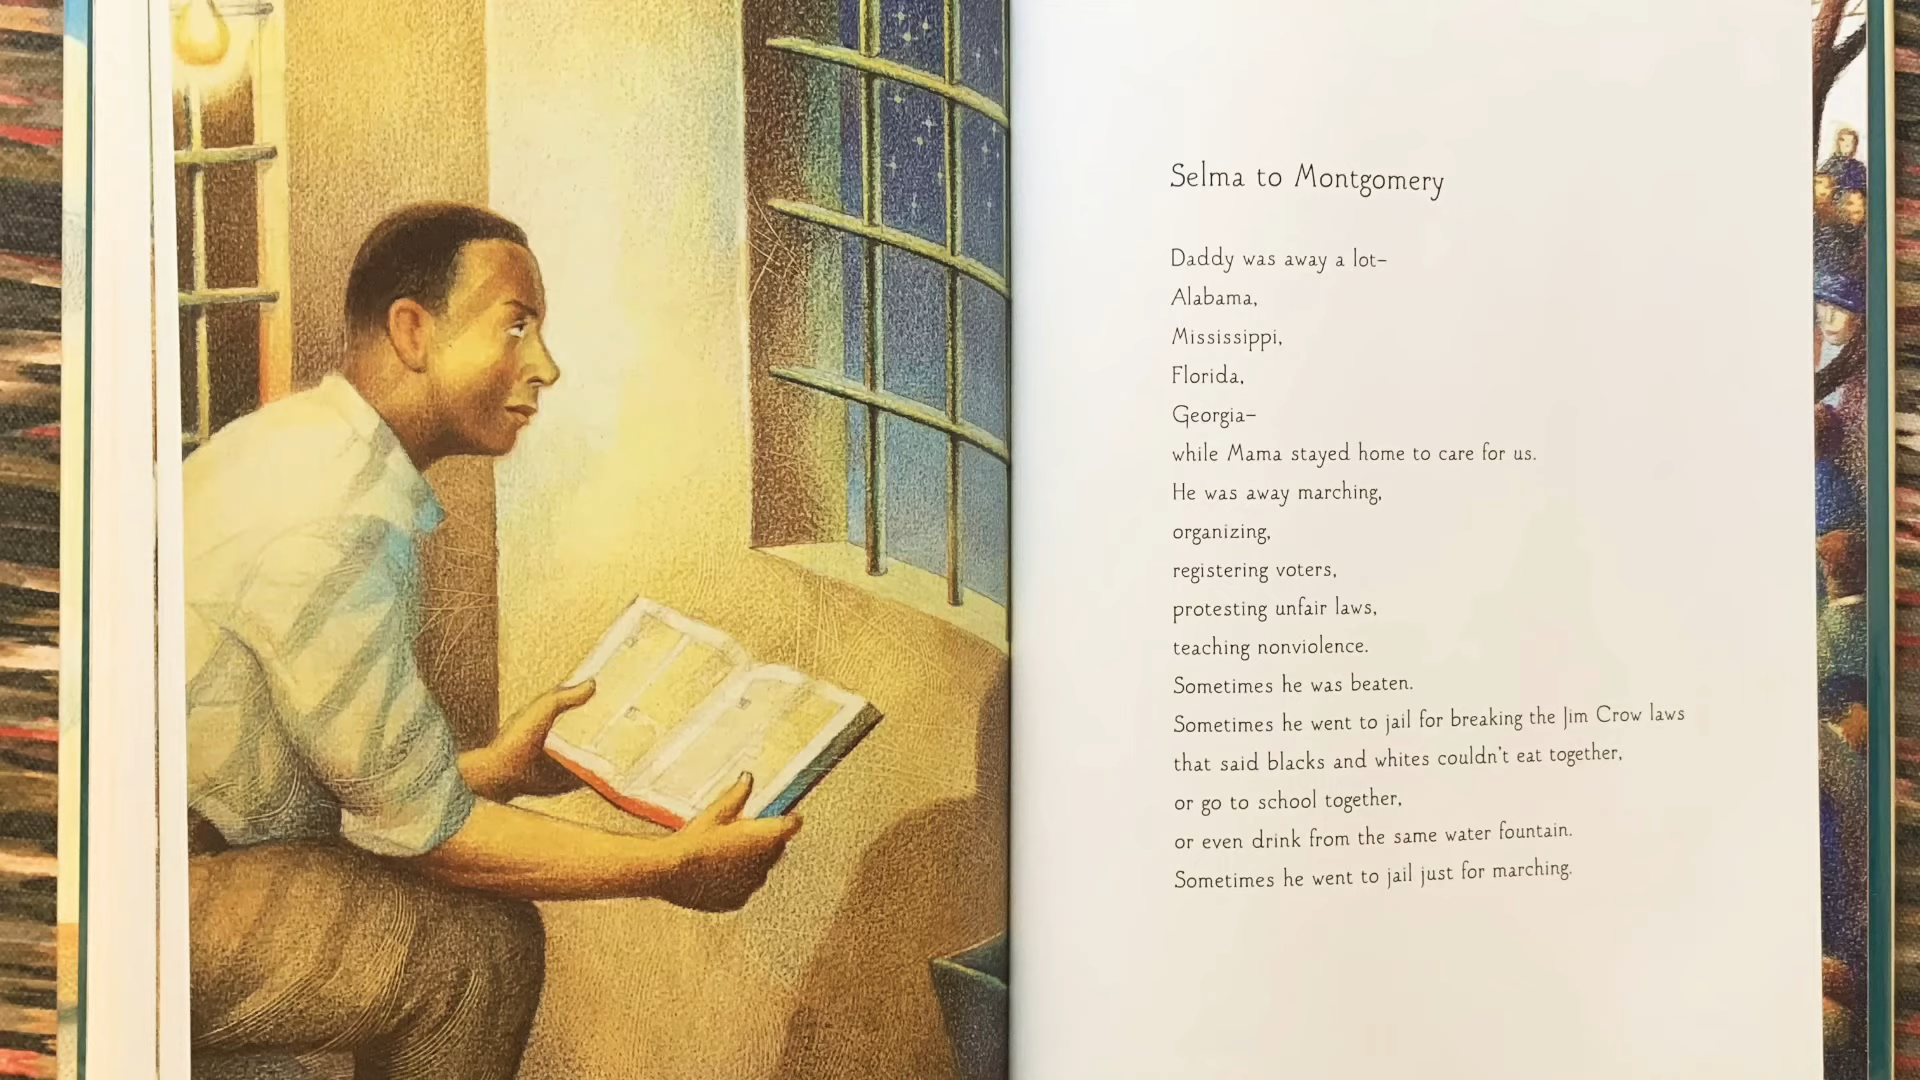 Selma to Montgomery
Daddy was away a lot–
Alabama,
Mississippi,
Florida,
Georgia–
while Mama stayed home to care for us.
He was away marching,
organizing,
registering voters,
protesting unfair laws,
teaching nonviolence.
Sometimes he was beaten.
Sometimes he went to jail for breaking the Jim Crow laws
that said blacks and whites couldn't eat together,
or go to school together,
or even drink from the same water fountain.
Sometimes he went to jail just for marching.